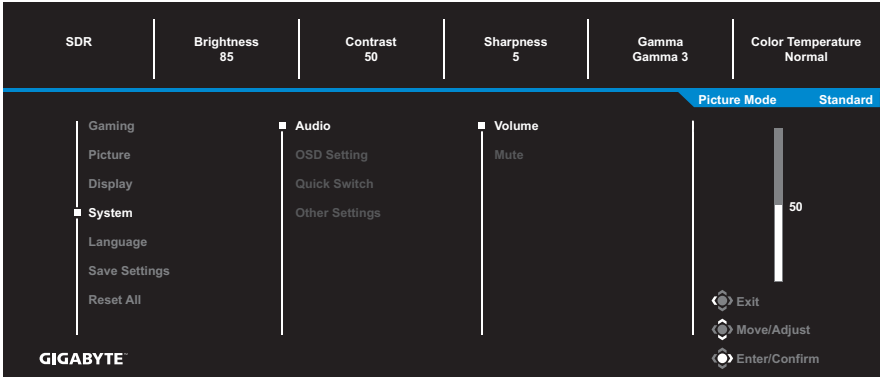 SDR
Brightness
85
Contrast
50
Sharpness
5
Gamma
Gamma 3
Color Temperature
Normal
Picture Mode Standard
Gaming
Picture
Display
System
Language
Save Settings
Reset All
Audio
OSD Setting
Quick Switch
Other Settings
Volume
Mute
50
Exit
Move/Adjust
Enter/Confirm
GIGABYTE™